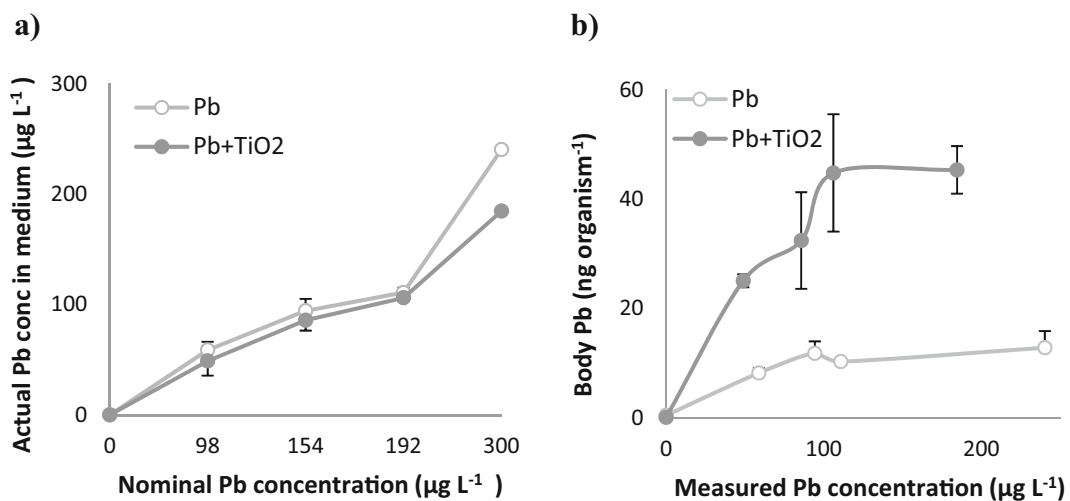 a)
300
200
100
0
Pb
Pb+TiO2
Actual Pb conc in medium (µg L⁻¹)
0 98 154 192 300
Nominal Pb concentration (µg L⁻¹ )
b)
60
40
20
0
Pb
Pb+TiO2
Body Pb (ng organism⁻¹)
0 100 200
Measured Pb concentration (µg L⁻¹)